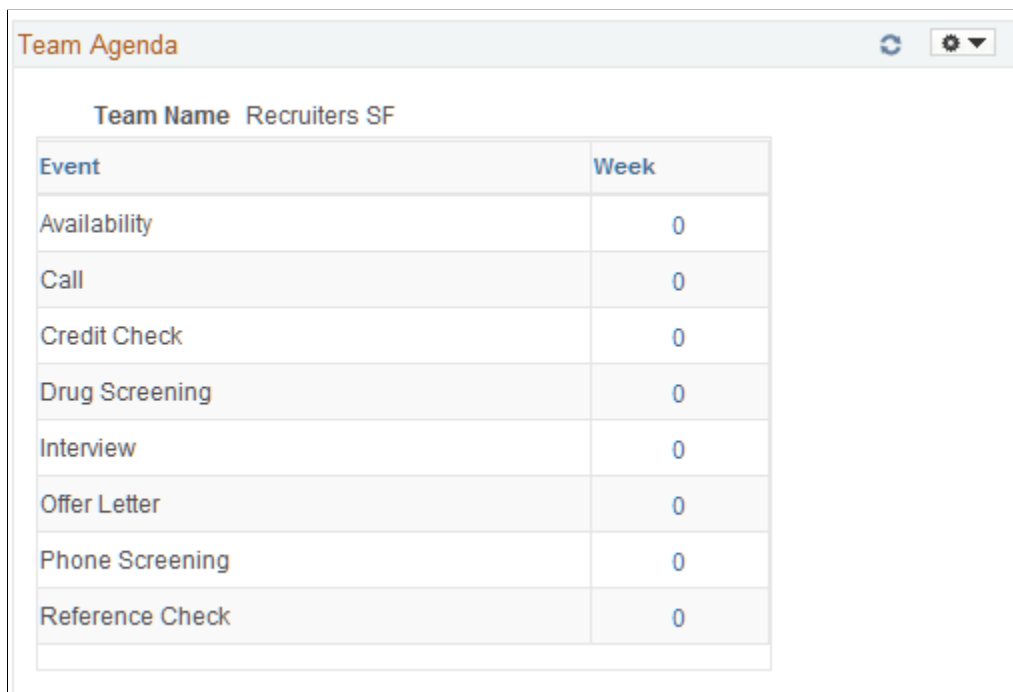 Team Agenda
Team Name Recruiters SF
Event Week
Availability 0
Call 0
Credit Check 0
Drug Screening 0
Interview 0
Offer Letter 0
Phone Screening 0
Reference Check 0